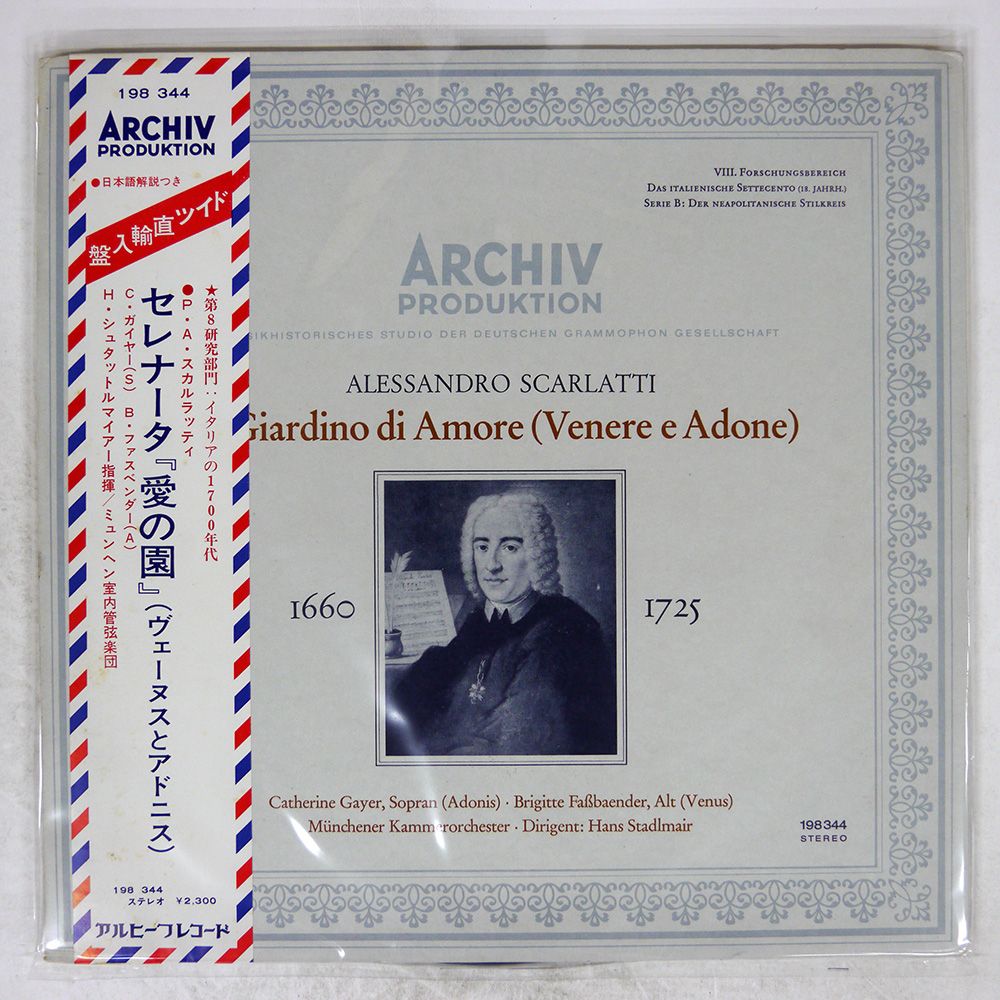 198 344
ARCHIV
PRODUKTION
●日本語解説つき
ドイツ直輸入盤
★第8研究部門：イタリアの1700年代
●P・A・スカルラッティ
セレナータ『愛の園』(ヴェーヌスとアドニス)
C・ガイヤー(S) B・ファスベンダー(A)
H・シュタットルマイアー指揮/ミュンヘン室内管弦楽団
198 344
ステレオ ¥2,300
アルヒーフレコード
VIII. FORSCHUNGSBEREICH
DAS ITALIENISCHE SETTECENTO (18. JAHRH.)
SERIE B: DER NEAPOLITANISCHE STILKREIS
ARCHIV
PRODUKTION
SIKHISTORISCHES STUDIO DER DEUTSCHEN GRAMMOPHON GESELLSCHAFT
ALESSANDRO SCARLATTI
Giardino di Amore (Venere e Adone)
1660
1725
Catherine Gayer, Sopran (Adonis) · Brigitte Faßbaender, Alt (Venus)
Münchener Kammerorchester · Dirigent: Hans Stadlmair
198344
STEREO